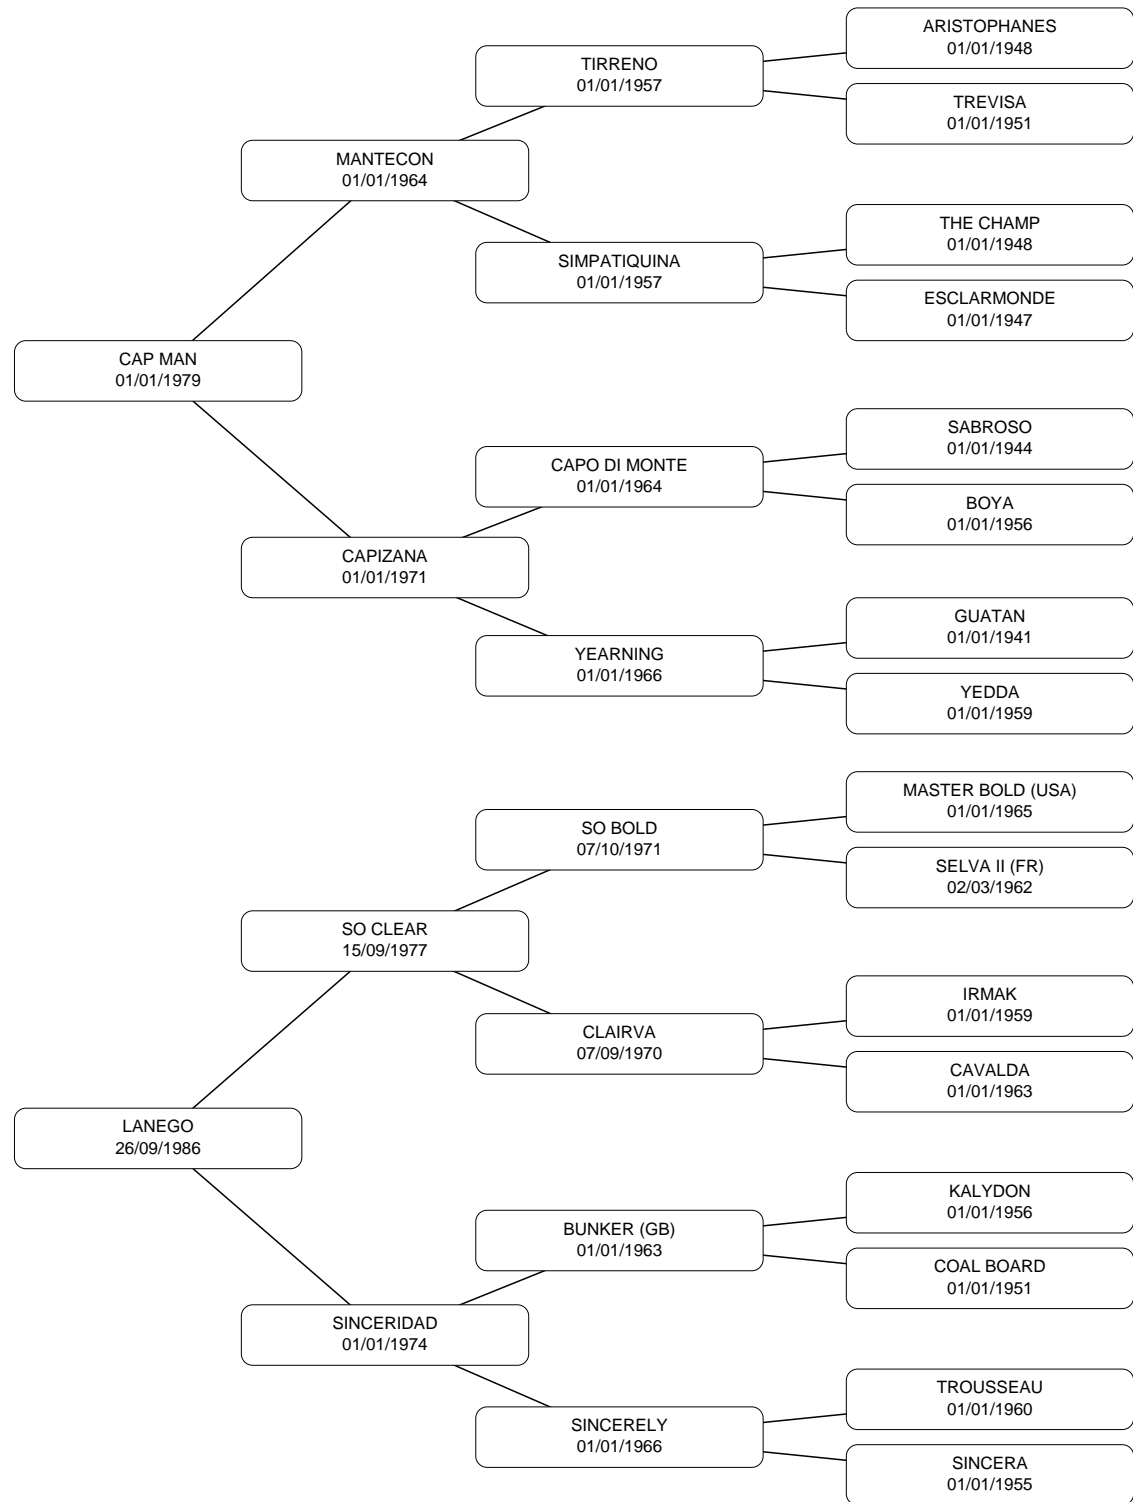 ARISTOPHANES
01/01/1948
TIRRENO
01/01/1957
TREVISA
01/01/1951
MANTECON
01/01/1964
THE CHAMP
01/01/1948
SIMPATIQUINA
01/01/1957
ESCLARMONDE
01/01/1947
CAP MAN
01/01/1979
SABROSO
01/01/1944
CAPO DI MONTE
01/01/1964
BOYA
01/01/1956
CAPIZANA
01/01/1971
GUATAN
01/01/1941
YEARNING
01/01/1966
YEDDA
01/01/1959
MASTER BOLD (USA)
01/01/1965
SO BOLD
07/10/1971
SELVA II (FR)
02/03/1962
SO CLEAR
15/09/1977
IRMAK
01/01/1959
CLAIRVA
07/09/1970
CAVALDA
01/01/1963
LANEGO
26/09/1986
KALYDON
01/01/1956
BUNKER (GB)
01/01/1963
COAL BOARD
01/01/1951
SINCERIDAD
01/01/1974
TROUSSEAU
01/01/1960
SINCERELY
01/01/1966
SINCERA
01/01/1955